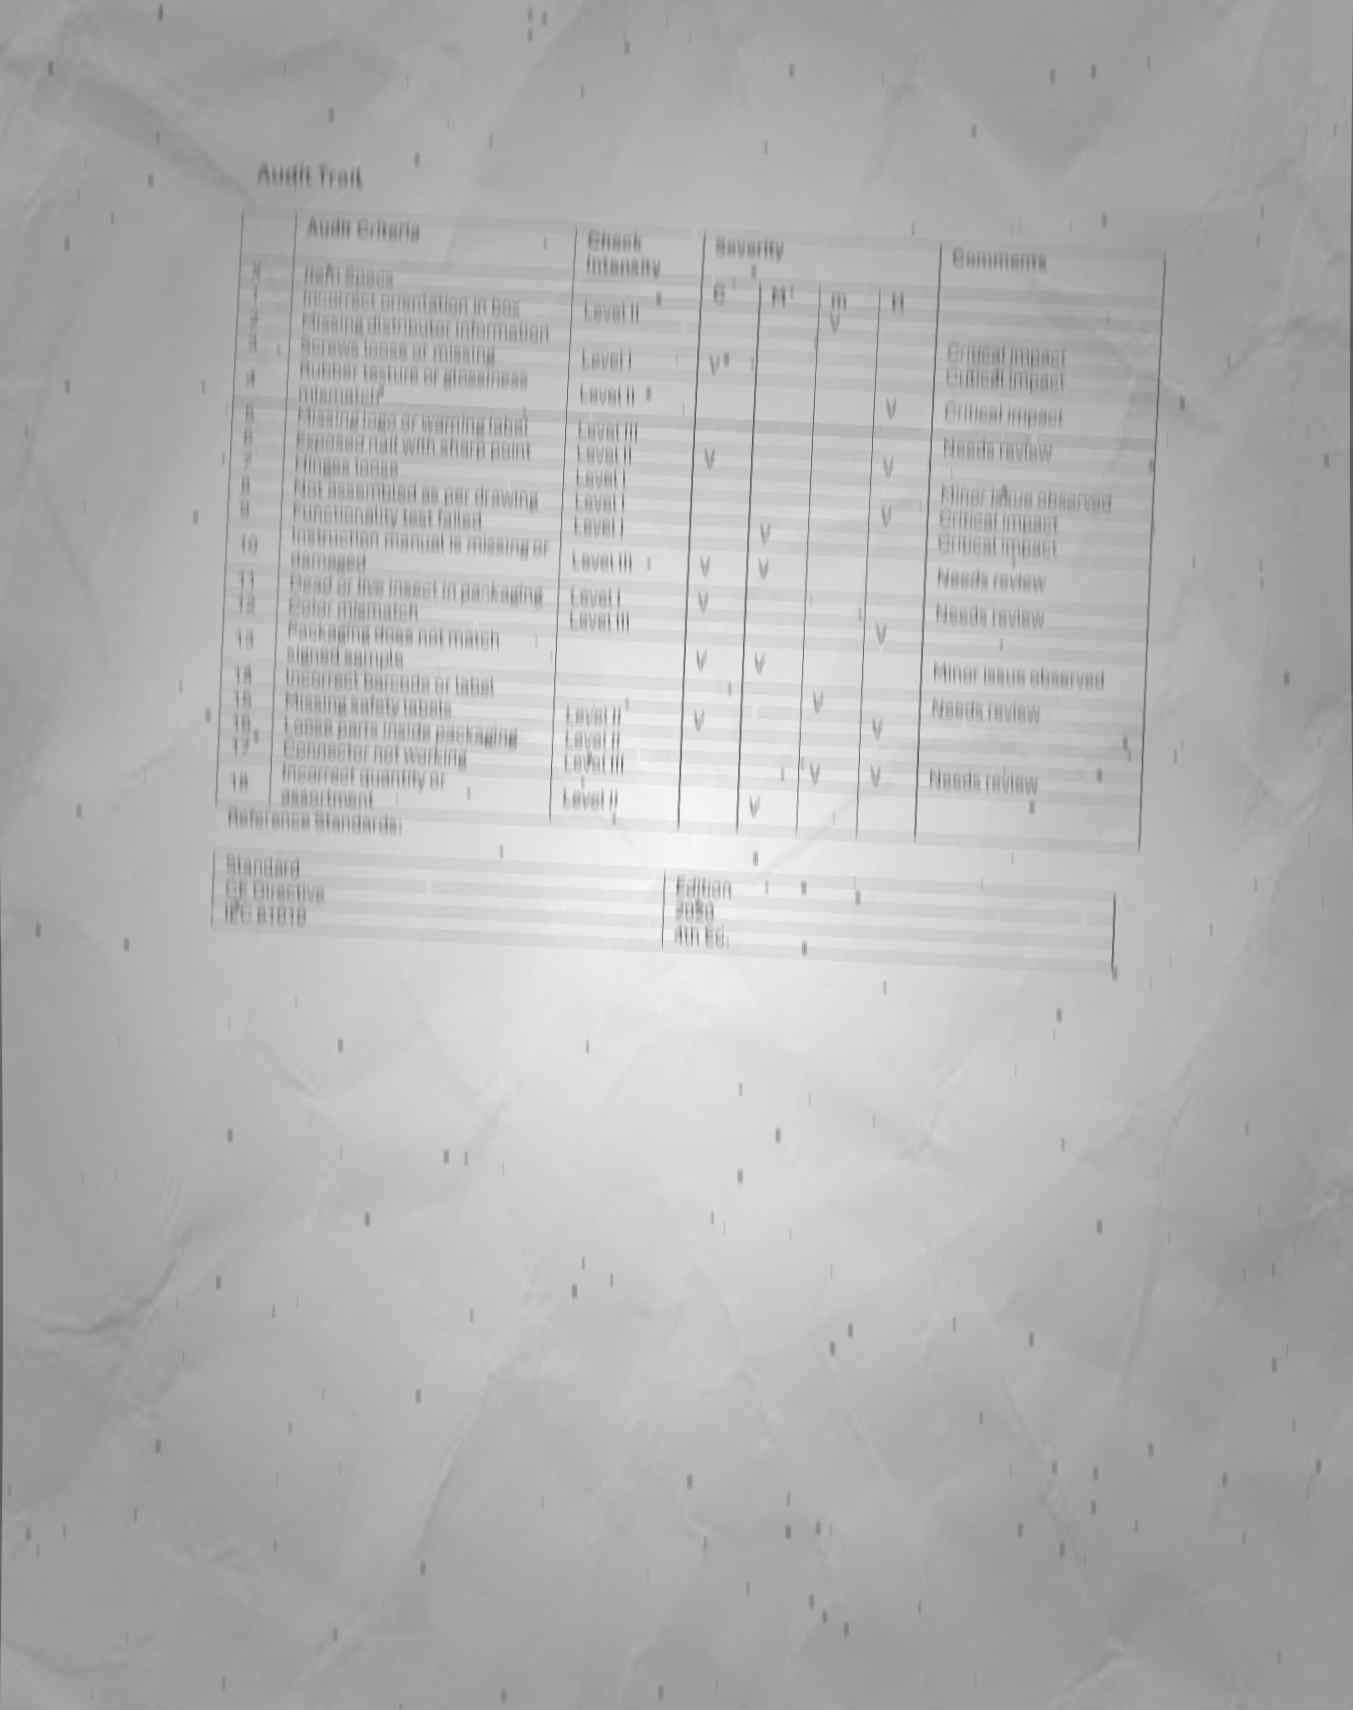 Audit Trail
Audit Criteria Check Intensity Severity Comments
C M m N
Item Specs
1 Incorrect orientation in box Level II V
2 Missing distributor information Critical impact
3 Screws loose or missing Level I V Critical impact
4 Rubber texture or glossiness
mismatch Level II V Critical impact
5 Missing logo or warning label Level III Needs review
6 Exposed nail with sharp point Level II V V
7 Hinges loose Level I Minor issue observed
8 Not assembled as per drawing Level I V Critical impact
9 Functionality test failed Level I V Critical impact
10 Instruction manual is missing or
damaged Level III V V Needs review
11 Dead or live insect in packaging Level I V Needs review
12 Color mismatch Level III V
13 Packaging does not match
signed sample V V Minor issue observed
14 Incorrect barcode or label V Needs review
15 Missing safety labels Level II V V
16 Loose parts inside packaging Level II
17 Connector not working Level III V V Needs review
18 Incorrect quantity or
assortment Level II V
Reference Standards:
Standard Edition
CE Directive 2020
IEC 61010 4th Ed.